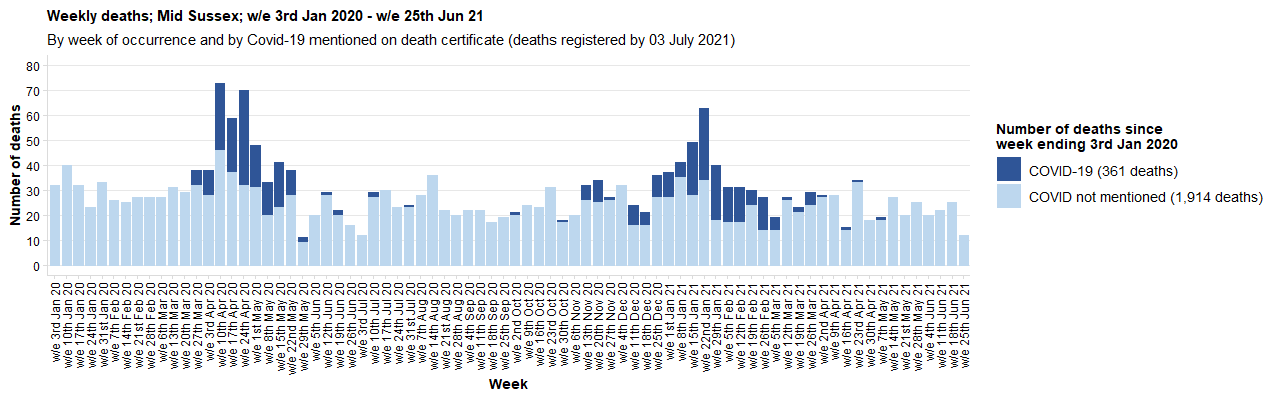 Weekly deaths; Mid Sussex; w/e 3rd Jan 2020 - w/e 25th Jun 21
By week of occurrence and by Covid-19 mentioned on death certificate (deaths registered by 03 July 2021)
Number of deaths
80
70
60
50
40
30
20
10
0
w/e 3rd Jan 20
w/e 10th Jan 20
w/e 17th Jan 20
w/e 24th Jan 20
w/e 31st Jan 20
w/e 7th Feb 20
w/e 14th Feb 20
w/e 21st Feb 20
w/e 28th Feb 20
w/e 6th Mar 20
w/e 13th Mar 20
w/e 20th Mar 20
w/e 27th Mar 20
w/e 3rd Apr 20
w/e 10th Apr 20
w/e 17th Apr 20
w/e 24th Apr 20
w/e 1st May 20
w/e 8th May 20
w/e 15th May 20
w/e 22nd May 20
w/e 29th May 20
w/e 5th Jun 20
w/e 12th Jun 20
w/e 19th Jun 20
w/e 26th Jun 20
w/e 3rd Jul 20
w/e 10th Jul 20
w/e 17th Jul 20
w/e 24th Jul 20
w/e 31st Jul 20
w/e 7th Aug 20
w/e 14th Aug 20
w/e 21st Aug 20
w/e 28th Aug 20
w/e 4th Sep 20
w/e 11th Sep 20
w/e 18th Sep 20
w/e 25th Sep 20
w/e 2nd Oct 20
w/e 9th Oct 20
w/e 16th Oct 20
w/e 23rd Oct 20
w/e 30th Oct 20
w/e 6th Nov 20
w/e 13th Nov 20
w/e 20th Nov 20
w/e 27th Nov 20
w/e 4th Dec 20
w/e 11th Dec 20
w/e 18th Dec 20
w/e 25th Dec 20
w/e 1st Jan 21
w/e 8th Jan 21
w/e 15th Jan 21
w/e 22nd Jan 21
w/e 29th Jan 21
w/e 5th Feb 21
w/e 12th Feb 21
w/e 19th Feb 21
w/e 26th Feb 21
w/e 5th Mar 21
w/e 12th Mar 21
w/e 19th Mar 21
w/e 26th Mar 21
w/e 2nd Apr 21
w/e 9th Apr 21
w/e 16th Apr 21
w/e 23rd Apr 21
w/e 30th Apr 21
w/e 7th May 21
w/e 14th May 21
w/e 21st May 21
w/e 28th May 21
w/e 4th Jun 21
w/e 11th Jun 21
w/e 18th Jun 21
w/e 25th Jun 21
Week
Number of deaths since
week ending 3rd Jan 2020
COVID-19 (361 deaths)
COVID not mentioned (1,914 deaths)